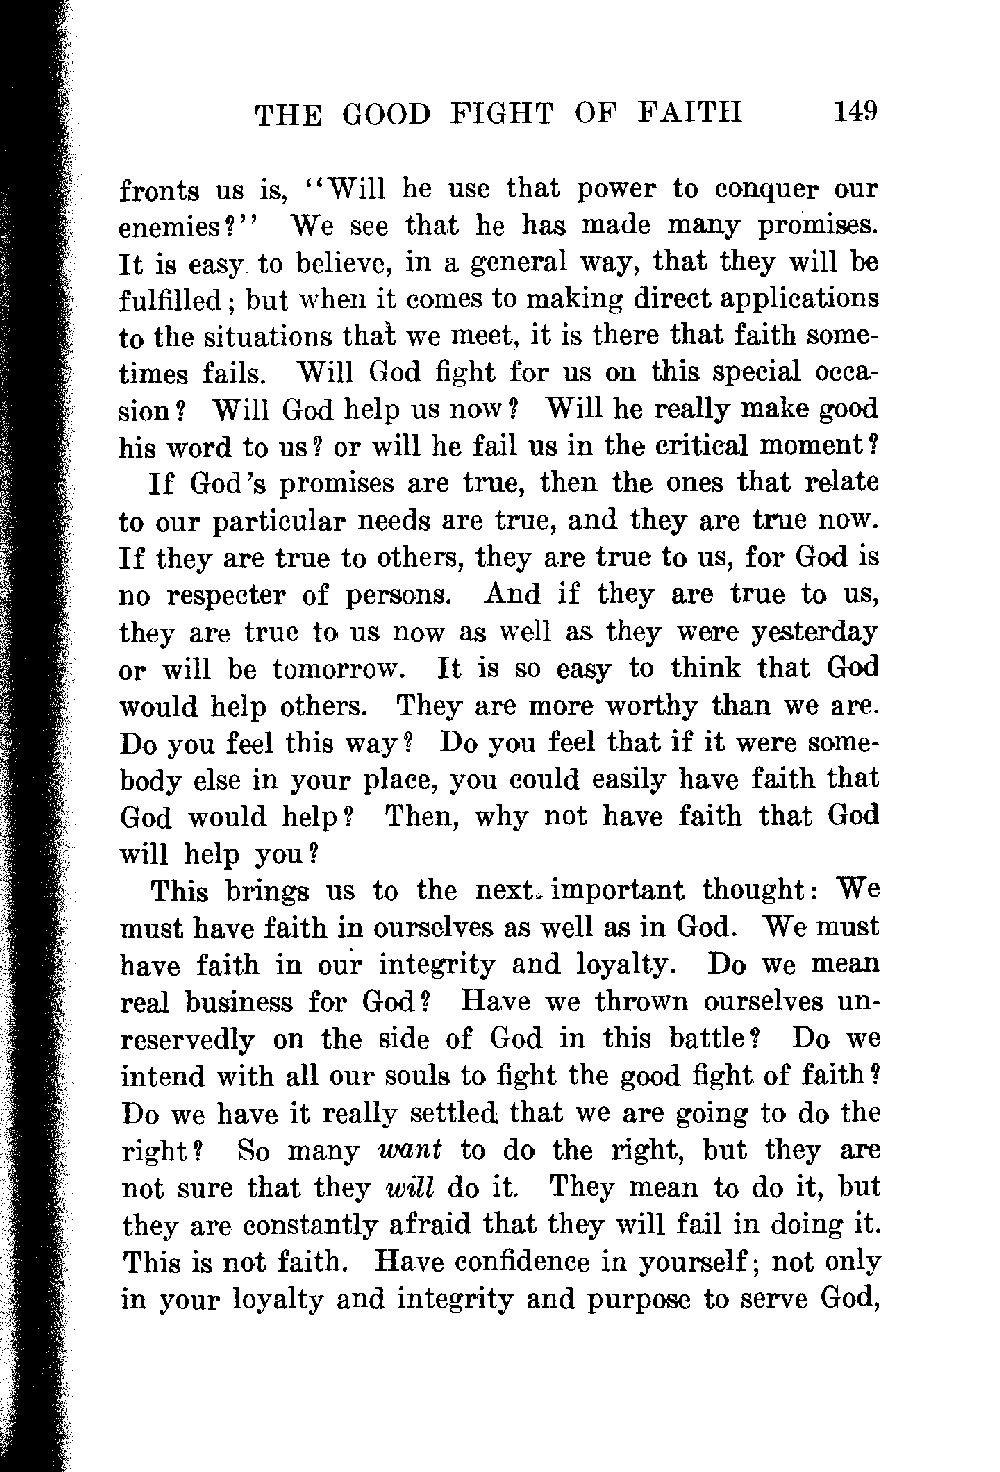 THE GOOD FIGHT OF FAITH 149
fronts us is, “Will he use that power to conquer our
enemies?” We see that he has made many promises.
It is easy to believe, in a general way, that they will be
fulfilled; but when it comes to making direct applications
to the situations that we meet, it is there that faith some-
times fails. Will God fight for us on this special occa-
sion? Will God help us now? Will he really make good
his word to us? or will he fail us in the critical moment?
If God's promises are true, then the ones that relate
to our particular needs are true, and they are true now.
If they are true to others, they are true to us, for God is
no respecter of persons. And if they are true to us,
they are true to us now as well as they were yesterday
or will be tomorrow. It is so easy to think that God
would help others. They are more worthy than we are.
Do you feel this way? Do you feel that if it were some-
body else in your place, you could easily have faith that
God would help? Then, why not have faith that God
will help you?
This brings us to the next important thought: We
must have faith in ourselves as well as in God. We must
have faith in our integrity and loyalty. Do we mean
real business for God? Have we thrown ourselves un-
reservedly on the side of God in this battle? Do we
intend with all our souls to fight the good fight of faith?
Do we have it really settled that we are going to do the
right? So many want to do the right, but they are
not sure that they will do it. They mean to do it, but
they are constantly afraid that they will fail in doing it.
This is not faith. Have confidence in yourself; not only
in your loyalty and integrity and purpose to serve God,